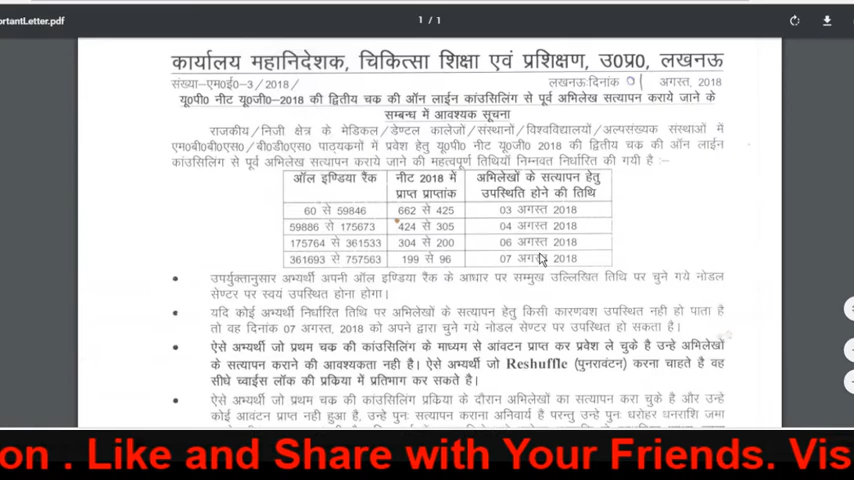 ortantLetter.pdf
1 / 1
कार्यालय महानिदेशक, चिकित्सा शिक्षा एवं प्रशिक्षण, उ0प्र0, लखनऊ
संख्या-एम0ई0-3/2018/ लखनऊ:दिनांक 01 अगस्त, 2018
यू0पी0 नीट यू0जी0-2018 की द्वितीय चक्र की ऑन लाईन कांउसिलिंग से पूर्व अभिलेख सत्यापन कराये जाने के
सम्बन्ध में आवश्यक सूचना
राजकीय/निजी क्षेत्र के मेडिकल/डेण्टल कालेजों/संस्थानों/विश्वविद्यालयों/अल्पसंख्यक संस्थाओं में
एम0बी0बी0एस0/बी0डी0एस0 पाठ्यक्रमों में प्रवेश हेतु यू0पी0 नीट यू0जी0 2018 की द्वितीय चक्र की ऑन लाईन
कांउसिलिंग से पूर्व अभिलेख सत्यापन कराये जाने की महत्वपूर्ण तिथियॉ निम्नवत निर्धारित की गयी है :-
ऑल इण्डिया रैंक नीट 2018 में प्राप्त प्राप्तांक अभिलेखों के सत्यापन हेतु उपस्थिति होने की तिथि
60 से 59846 662 से 425 03 अगस्त 2018
59886 से 175673 424 से 305 04 अगस्त 2018
175764 से 361533 304 से 200 06 अगस्त 2018
361693 से 757563 199 से 96 07 अगस्त 2018
• उपर्युक्तानुसार अभ्यर्थी अपनी ऑल इण्डिया रैंक के आधार पर सम्मुख उल्लिखित तिथि पर चुने गये नोडल
सेण्टर पर स्वयं उपस्थित होना होगा।
• यदि कोई अभ्यर्थी निर्धारित तिथि पर अभिलेखों के सत्यापन हेतु किसी कारणवश उपस्थित नही हो पाता है
तो वह दिनांक 07 अगस्त, 2018 को अपने द्वारा चुने गये नोडल सेण्टर पर उपस्थित हो सकता है।
• ऐसे अभ्यर्थी जो प्रथम चक्र की कांउसिलिंग के माध्यम से आंवटन प्राप्त कर प्रवेश ले चुके है उन्हे अभिलेखों
के सत्यापन कराने की आवश्यकता नही है। ऐसे अभ्यर्थी जो Reshuffle (पुनरावंटन) करना चाहते है वह
सीधे च्वाईस लॉक की प्रकिया में प्रतिभाग कर सकते है।
• ऐसे अभ्यर्थी जो प्रथम चक्र की कांउसिलिंग प्रक्रिया के दौरान अभिलेखों का सत्यापन करा चुके है और उन्हे
कोई आवंटन प्राप्त नही हुआ है, उन्हे पुनः सत्यापन कराना अनिवार्य है परन्तु उन्हे पुनः धरोहर धनराशि जमा
on . Like and Share with Your Friends. Vis